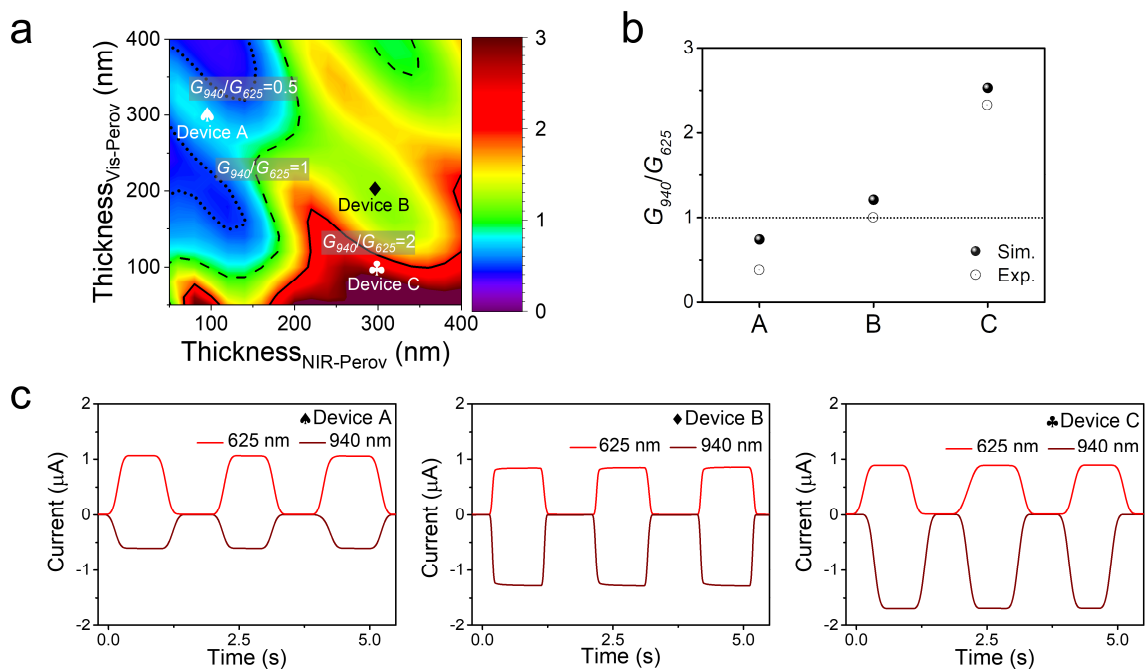 a
Thickness Vis-Perov (nm)
400
300
200
100
G940/G625=0.5
♠
Device A
G940/G625=1
♦
Device B
G940/G625=2
♣
Device C
100
200
300
400
Thickness NIR-Perov (nm)
3
2
1
0
b
G940/G625
3
2
1
0
Sim.
Exp.
A
B
C
c
♠Device A
625 nm
940 nm
Current (μA)
2
1
0
-1
-2
0.0
2.5
5.0
Time (s)
♦Device B
625 nm
940 nm
Current (μA)
2
1
0
-1
-2
0.0
2.5
5.0
Time (s)
♣Device C
625 nm
940 nm
Current (μA)
2
1
0
-1
-2
0.0
2.5
5.0
Time (s)